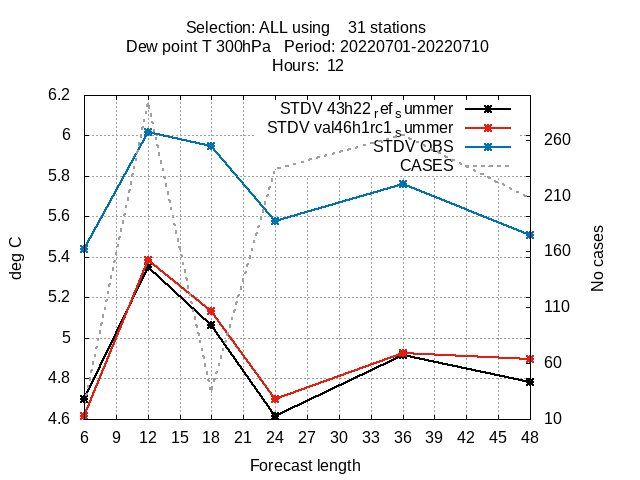 Selection: ALL using    31 stations
Dew point T 300hPa   Period: 20220701-20220710
Hours:  12
STDV 43h22refsummer
STDV val46h1rc1summer
STDV OBS
CASES
6.2
6
5.8
5.6
5.4
5.2
5
4.8
4.6
deg C
260
210
160
110
60
10
No cases
6 9 12 15 18 21 24 27 30 33 36 39 42 45 48
Forecast length